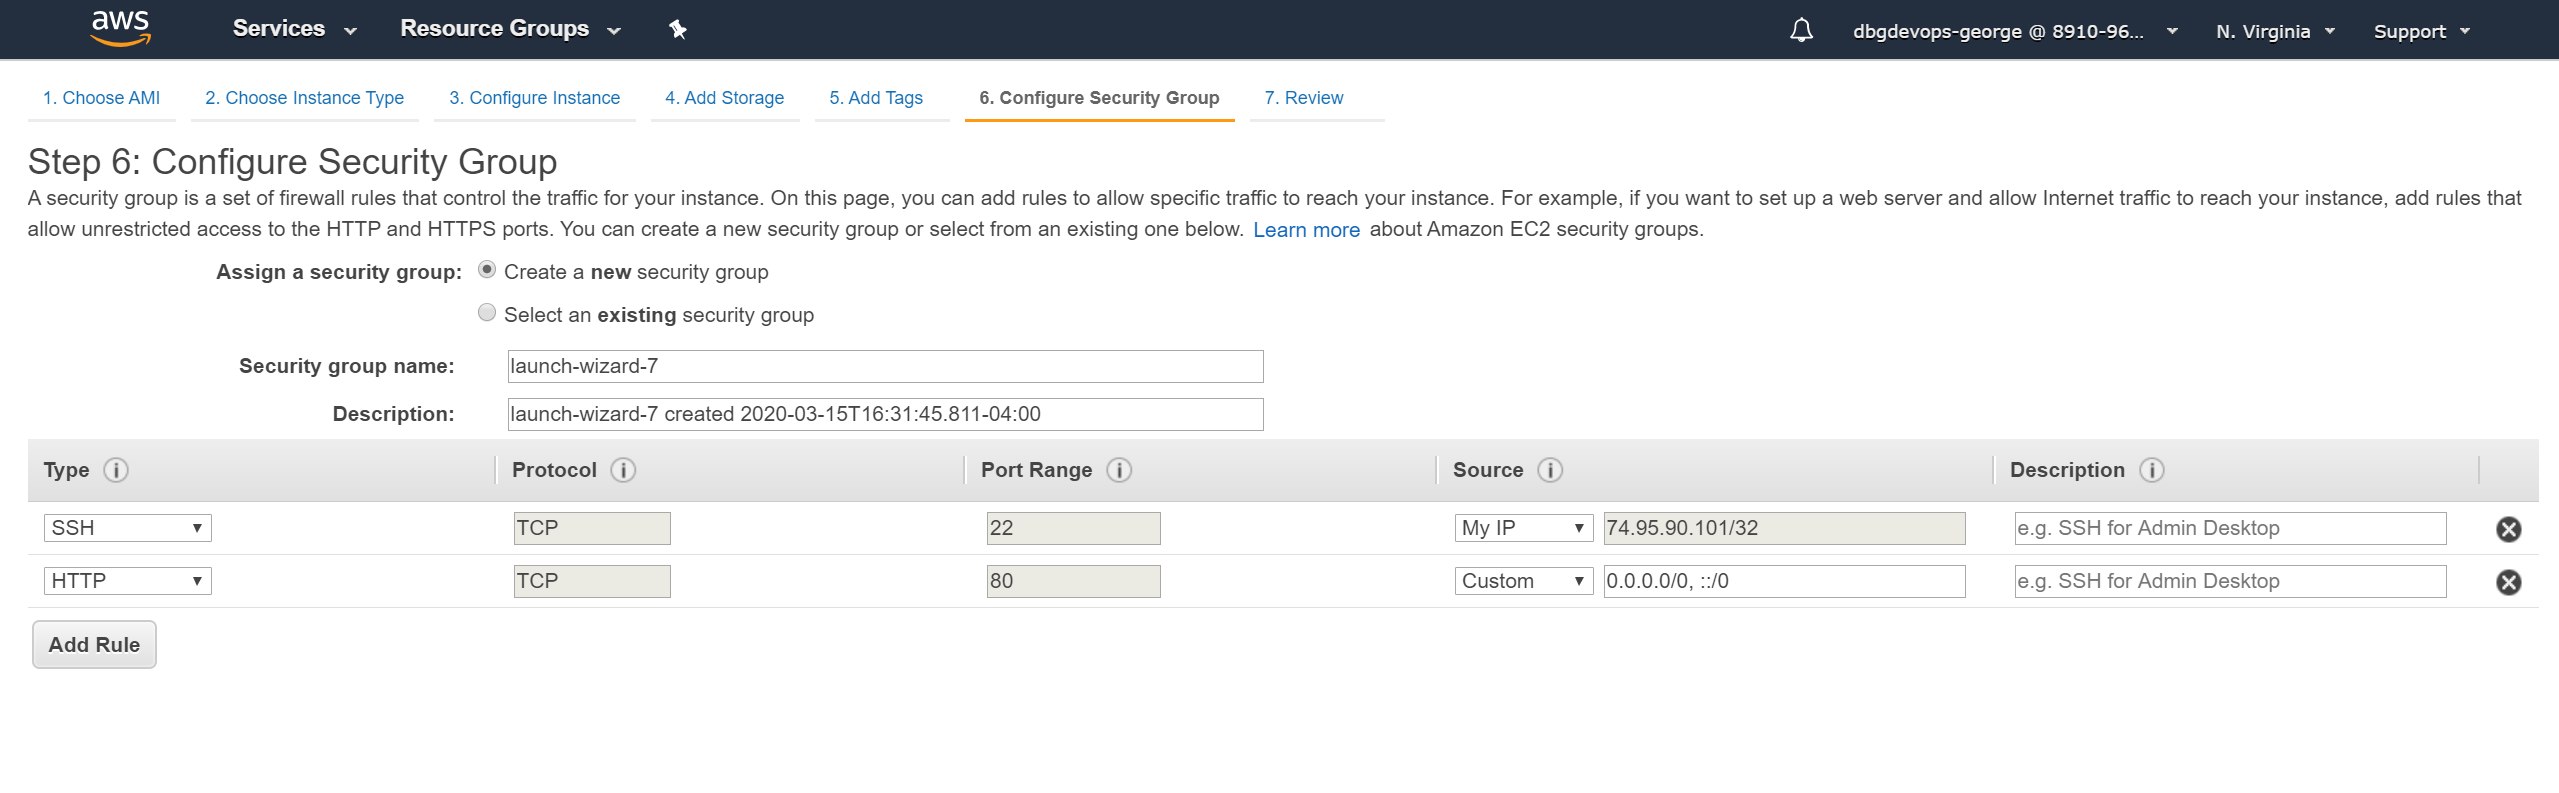 aws Services Resource Groups dbgdevops-george @ 8910-96... N. Virginia Support
1. Choose AMI 2. Choose Instance Type 3. Configure Instance 4. Add Storage 5. Add Tags 6. Configure Security Group 7. Review
Step 6: Configure Security Group
A security group is a set of firewall rules that control the traffic for your instance. On this page, you can add rules to allow specific traffic to reach your instance. For example, if you want to set up a web server and allow Internet traffic to reach your instance, add rules that
allow unrestricted access to the HTTP and HTTPS ports. You can create a new security group or select from an existing one below. Learn more about Amazon EC2 security groups.
Assign a security group: Create a new security group
Select an existing security group
Security group name: launch-wizard-7
Description: launch-wizard-7 created 2020-03-15T16:31:45.811-04:00
Type i Protocol i Port Range i Source i Description i
SSH TCP 22 My IP 74.95.90.101/32 e.g. SSH for Admin Desktop
HTTP TCP 80 Custom 0.0.0.0/0, ::/0 e.g. SSH for Admin Desktop
Add Rule